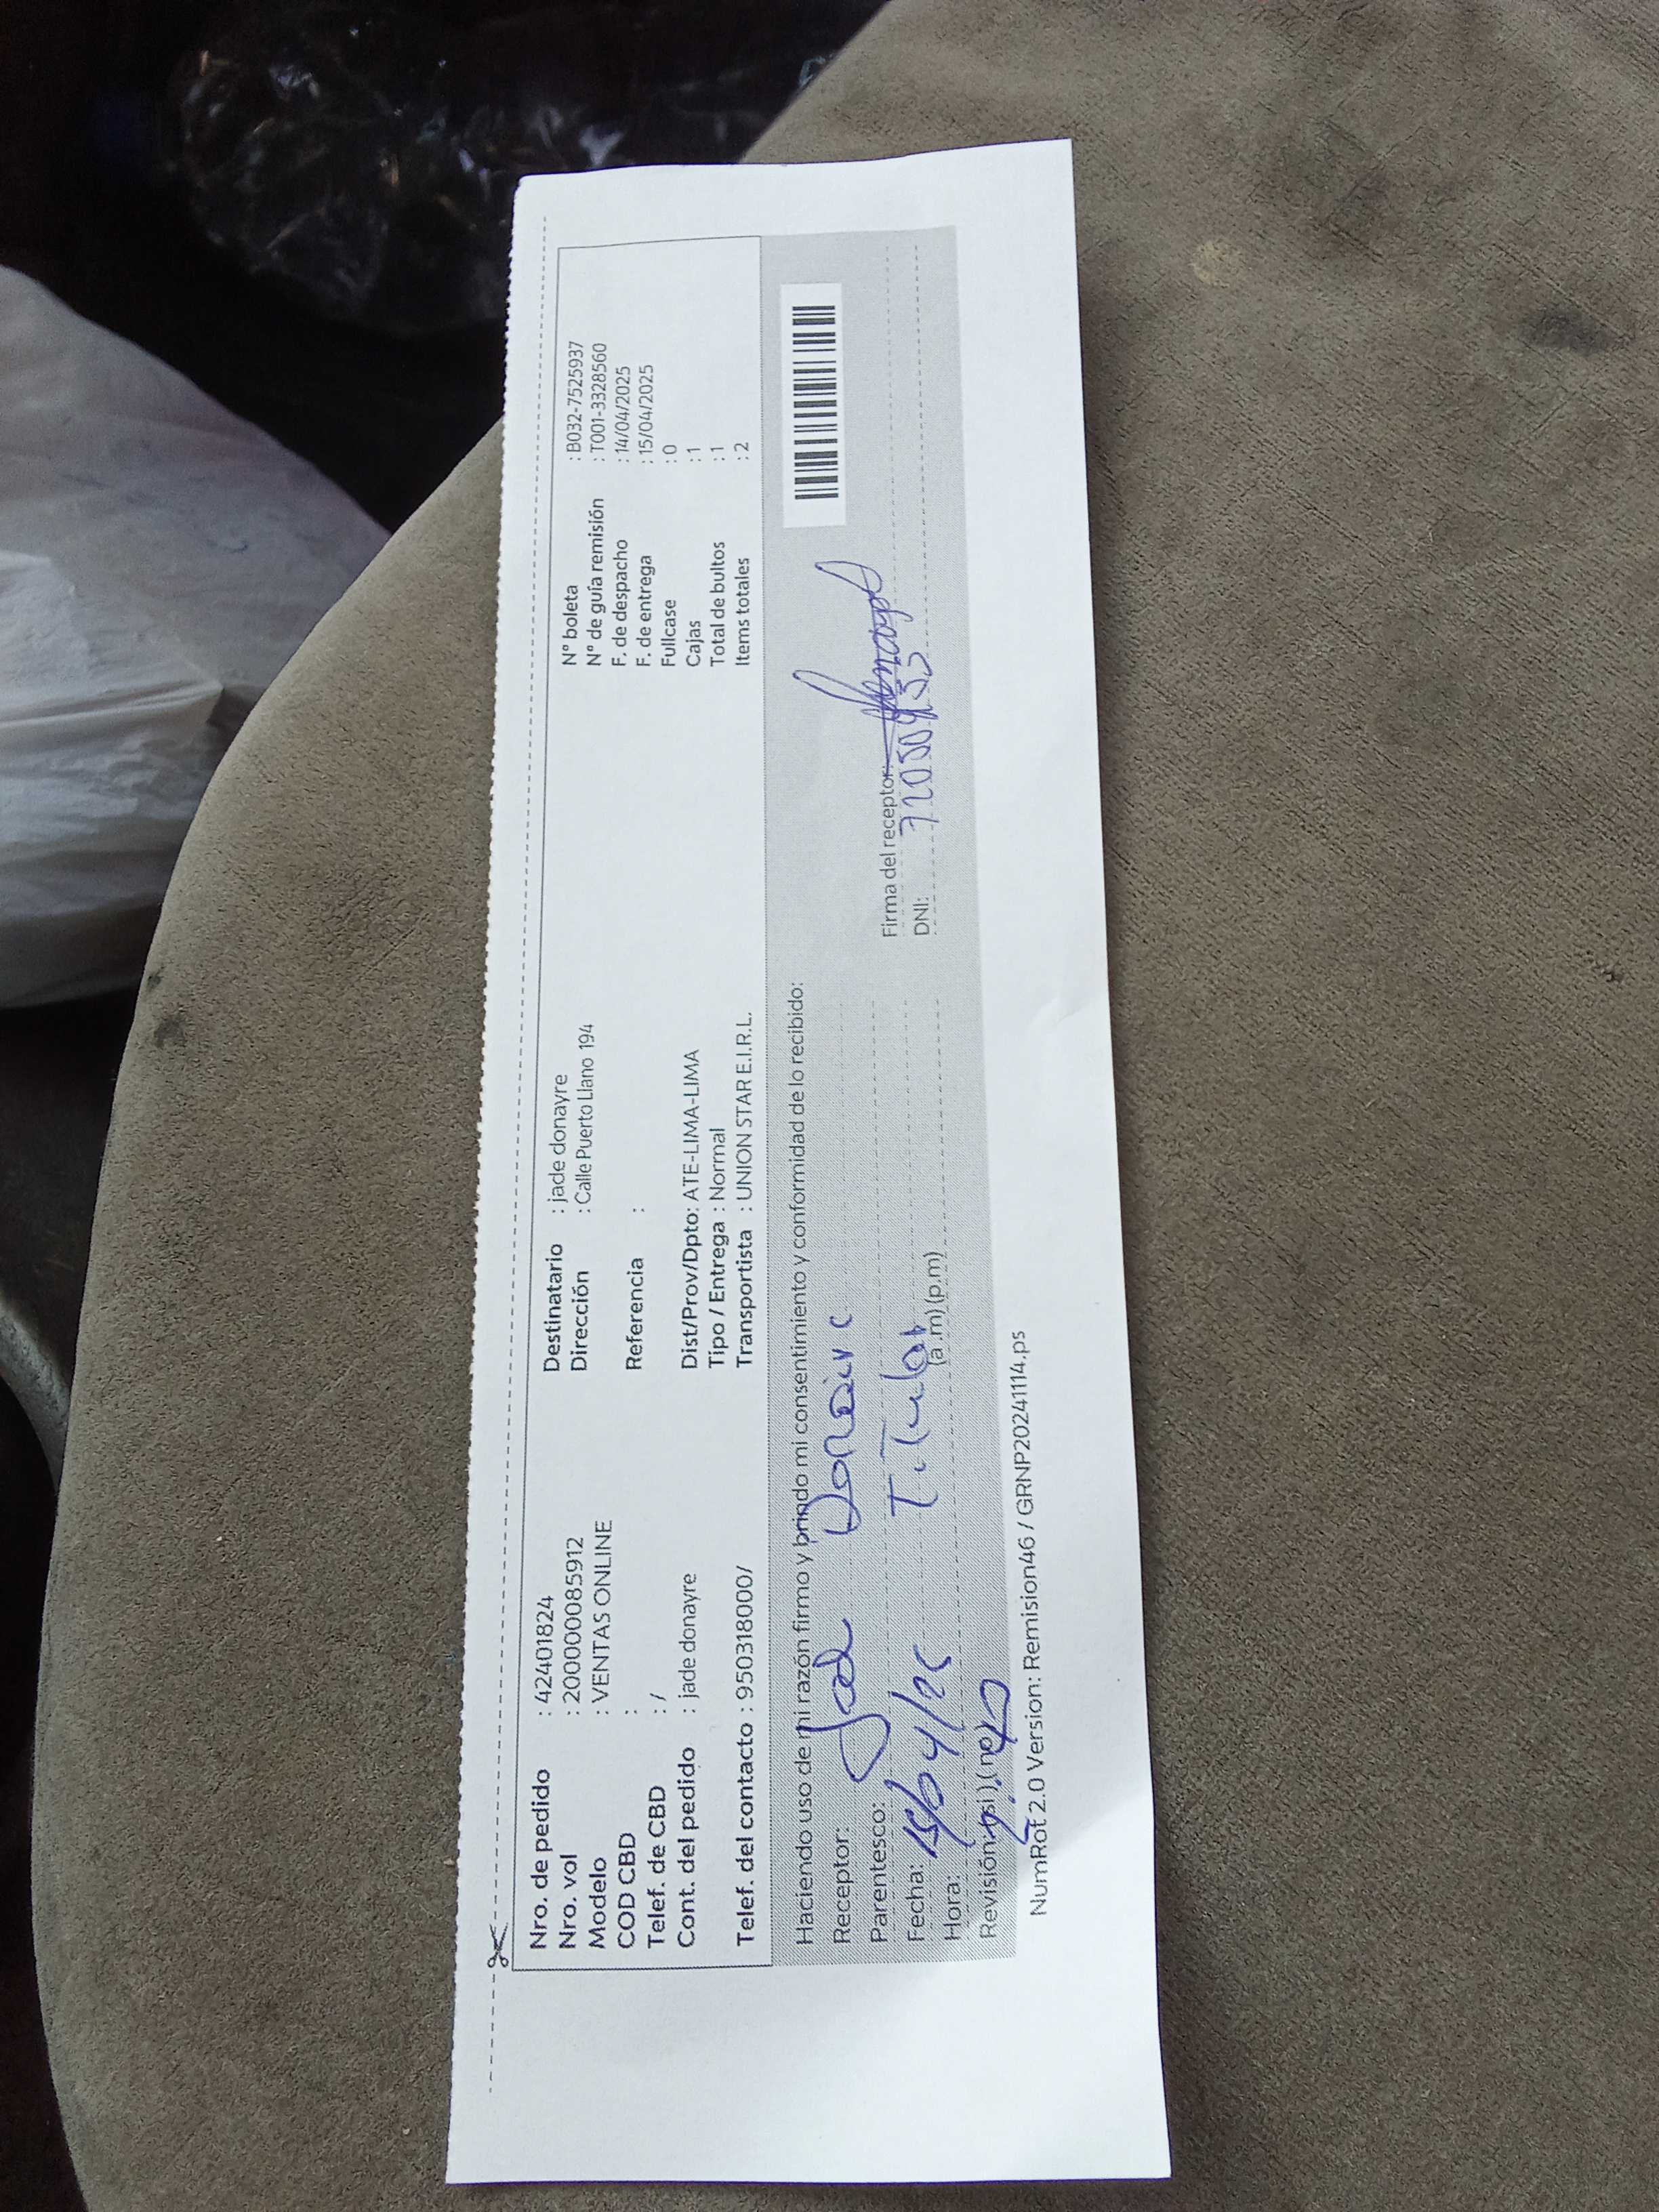 Nro. de pedido : 42401824
Nro. vol : 200000085912
Modelo : VENTAS ONLINE
COD CBD :
Telef. de CBD : /
Cont. del pedido : jade donayre
Telef. del contacto : 950318000/
Destinatario : jade donayre
Dirección : Calle Puerto Llano 194
Referencia :
Dist/Prov/Dpto: ATE-LIMA-LIMA
Tipo / Entrega : Normal
Transportista : UNION STAR E.I.R.L.
N° boleta : B032-7525937
N° de guía remisión : T001-3328560
F. de despacho : 14/04/2025
F. de entrega : 15/04/2025
Fullcase : 0
Cajas : 1
Total de bultos : 1
Items totales : 2
Haciendo uso de mi razón firmo y brindo mi consentimiento y conformidad de lo recibido:
Receptor:
Parentesco: Titular
Fecha: 15/04/25
Hora: (a.m)(p.m)
Revisión: (si) (no)
Firma del receptor:
DNI:
NumRot 2.0 Version: Remision46 / GRNP20241114.ps